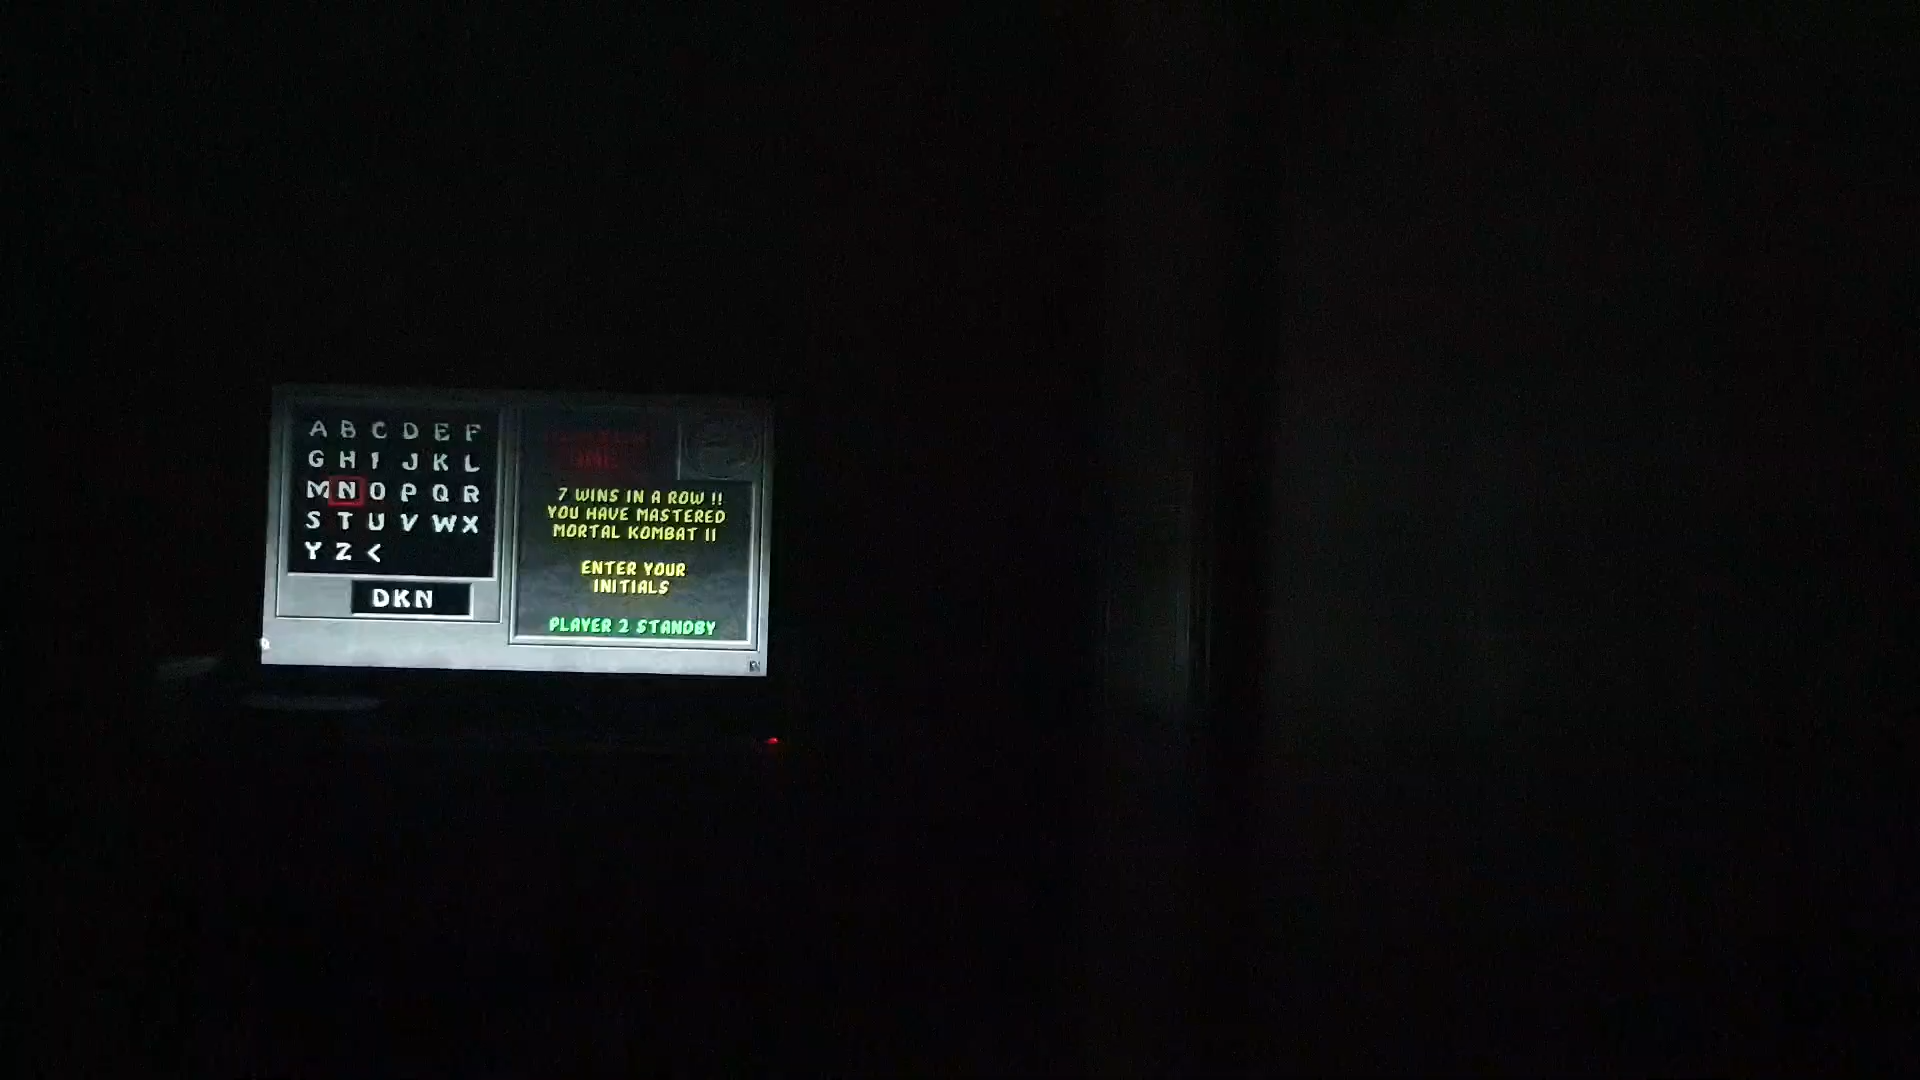 A B C D E F
G H I J K L
M N O P Q R
S T U V W X
Y Z <
DKN
7 WINS IN A ROW !!
YOU HAVE MASTERED
MORTAL KOMBAT II
ENTER YOUR
INITIALS
PLAYER 2 STANDBY